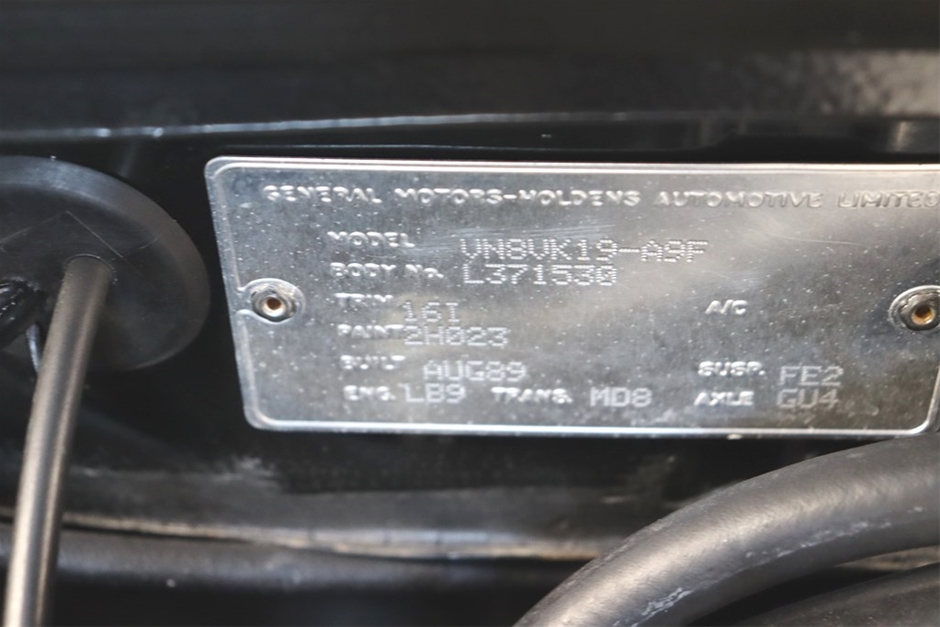 GENERAL MOTORS-HOLDENS AUTOMOTIVE LIMITED
MODEL VN8VK19-A9F
BODY No. L371530
TRIM 16I A/C
PAINT 2H023
BUILT AUG89 SUSP. FE2
ENG. LB9 TRANS. MD8 AXLE GU4